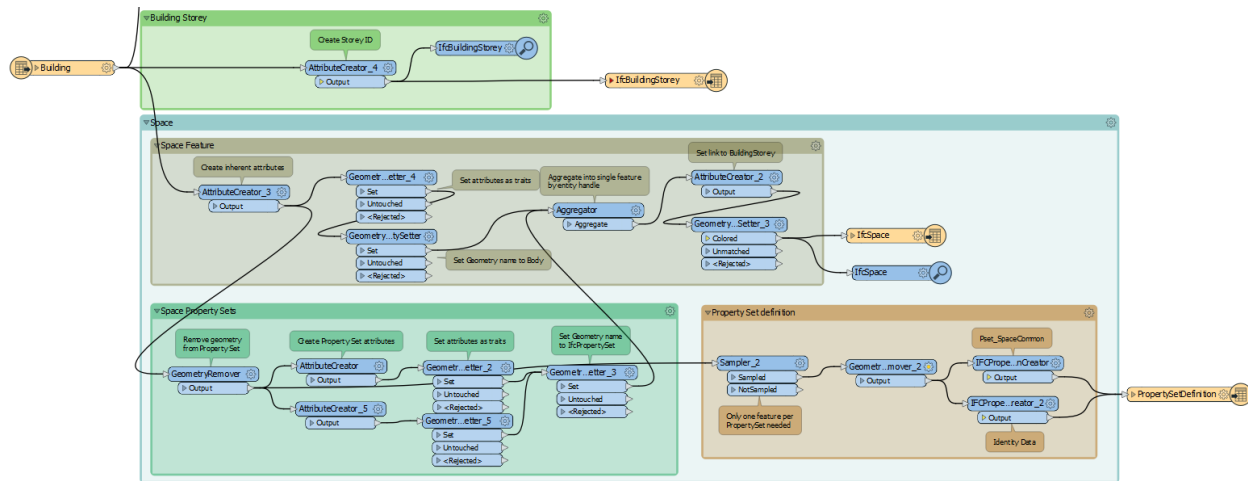 Building Storey
Create Storey ID
IfcBuildingStorey
Building
AttributeCreator_4
Output
IfcBuildingStorey
Space
Space Feature
Create inherent attributes
AttributeCreator_3
Output
Geometr...etter_4
Set
Untouched
<Rejected>
Set attributes as traits
Geometr...tySetter
Set
Untouched
<Rejected>
Set Geometry name to Body
Aggregate into single feature
by entity handle
Aggregator
Aggregate
Set link to BuildingStorey
AttributeCreator_2
Output
Geometry...Setter_3
Colored
Unmatched
<Rejected>
IfcSpace
IfcSpace
Space Property Sets
Remove geometry
from Property Set
GeometryRemover
Output
Create Property Set attributes
AttributeCreator
Output
AttributeCreator_5
Output
Set attributes as traits
Geometr...etter_2
Set
Untouched
<Rejected>
Geometr...etter_5
Set
Untouched
<Rejected>
Set Geometry name
to IfcPropertySet
Geometr...etter_3
Set
Untouched
<Rejected>
Property Set definition
Sampler_2
Sampled
NotSampled
Only one feature per
PropertySet needed
Geometr...mover_2
Output
Pset_SpaceCommon
IFCPrope...nCreator
Output
IFCPrope...reator_2
Output
Identity Data
PropertySetDefinition